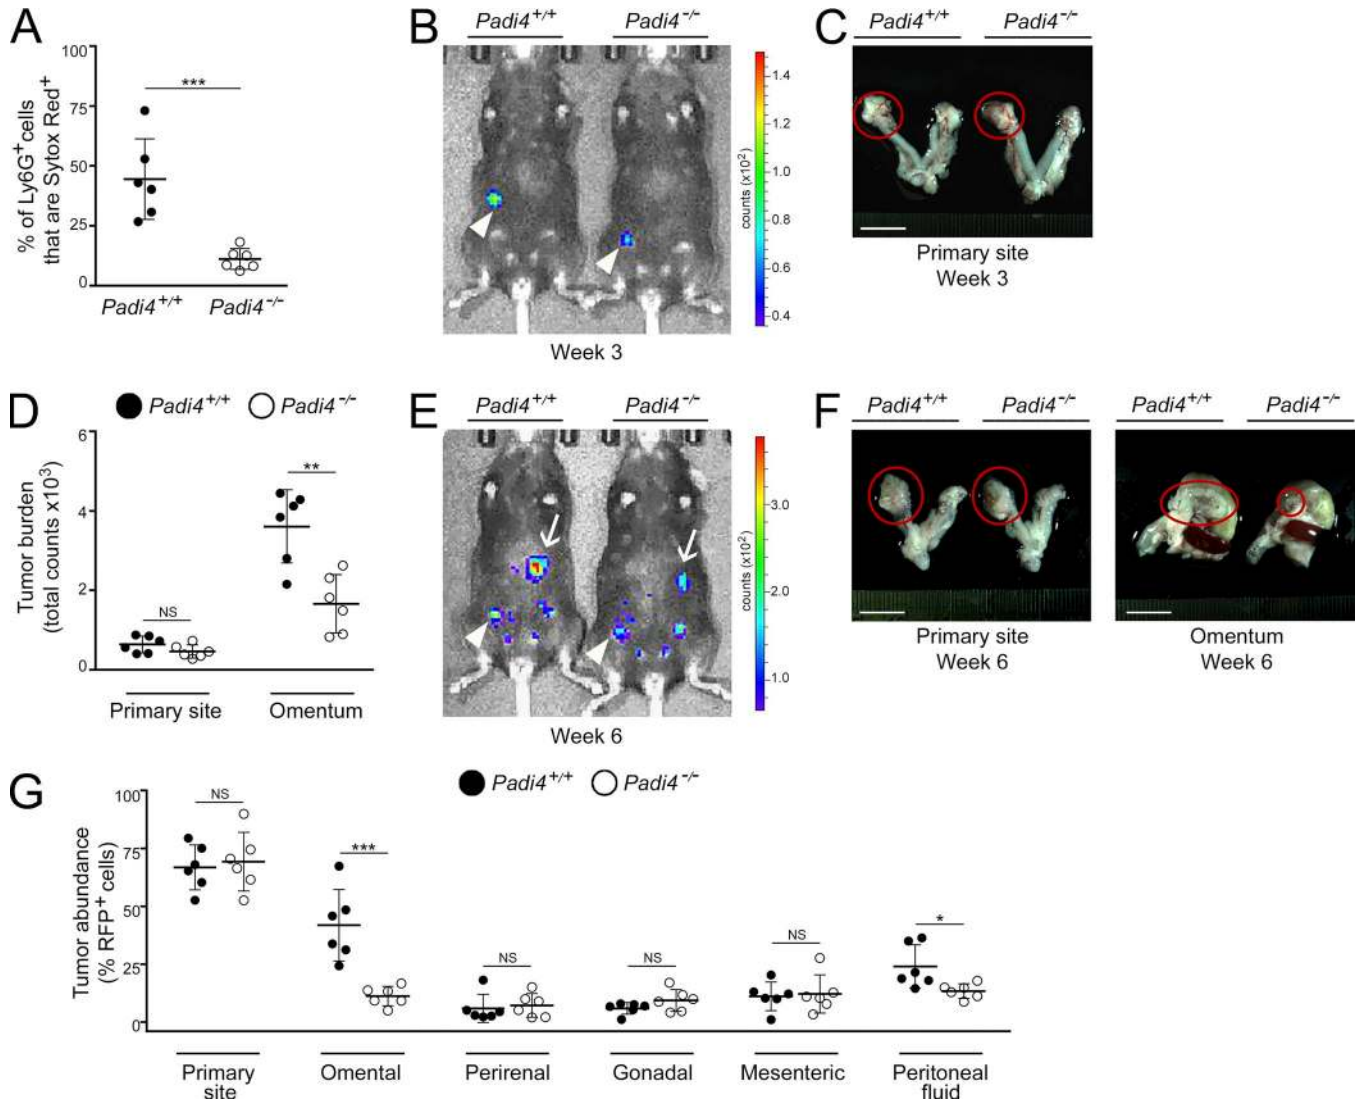 A
% of Ly6G+ cells
that are Sytox Red+
100
75
50
25
0
***
Padi4+/+
Padi4-/-
B
Padi4+/+
Padi4-/-
counts (x10²)
1.4
1.2
1.0
0.8
0.6
0.4
Week 3
C
Padi4+/+
Padi4-/-
Primary site
Week 3
D
Padi4+/+
Padi4-/-
Tumor burden
(total counts x10³)
6
4
2
0
NS
**
Primary site
Omentum
E
Padi4+/+
Padi4-/-
counts (x10²)
3.0
2.0
1.0
Week 6
F
Padi4+/+
Padi4-/-
Padi4+/+
Padi4-/-
Primary site
Week 6
Omentum
Week 6
G
Padi4+/+
Padi4-/-
Tumor abundance
(% RFP+ cells)
100
75
50
25
0
NS
***
NS
NS
NS
*
Primary
site
Omental
Perirenal
Gonadal
Mesenteric
Peritoneal
fluid